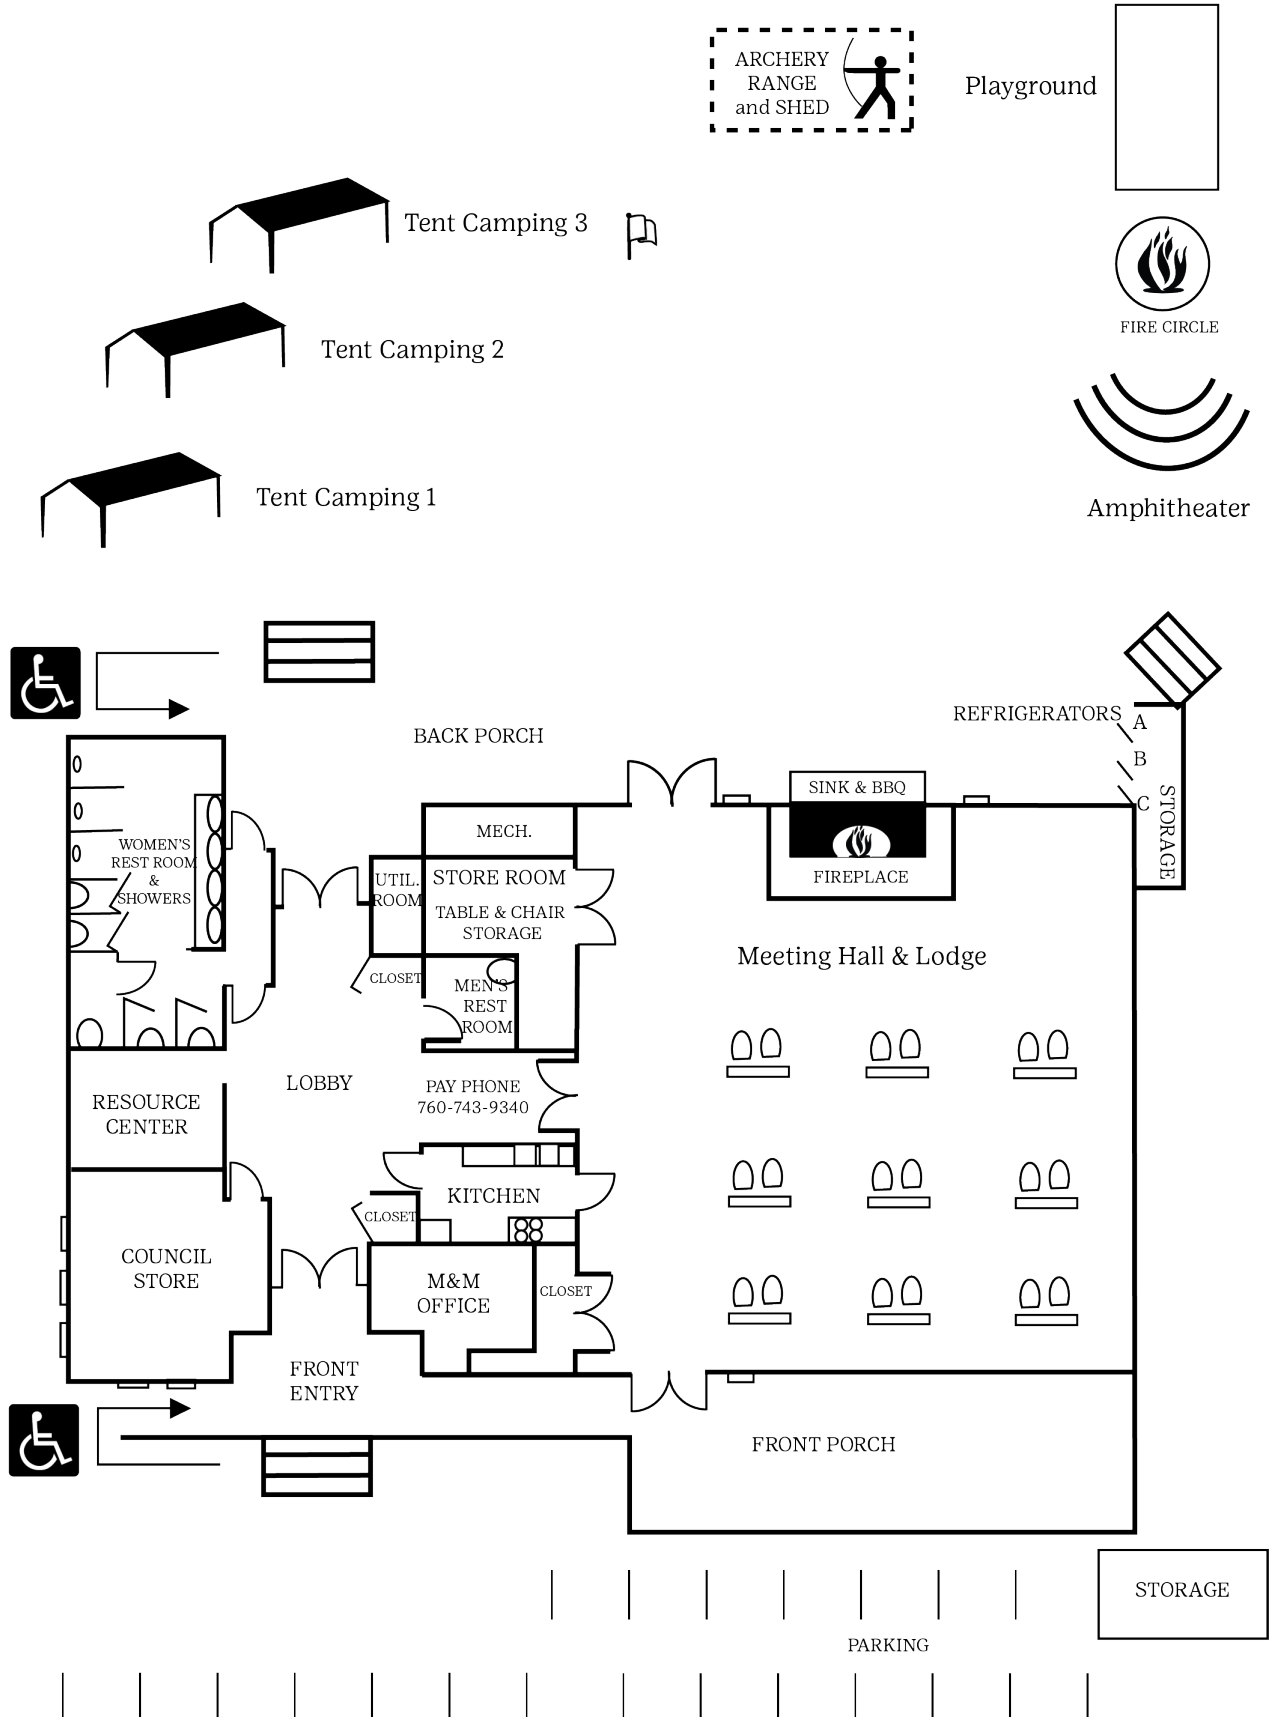 ARCHERY
RANGE
and SHED
Playground
Tent Camping 3
FIRE CIRCLE
Tent Camping 2
Tent Camping 1
Amphitheater
REFRIGERATORS
A
B
C
STORAGE
BACK PORCH
SINK & BBQ
FIREPLACE
MECH.
WOMEN'S
REST ROOM
&
SHOWERS
UTIL.
ROOM
STORE ROOM
TABLE & CHAIR
STORAGE
CLOSET
MEN'S
REST
ROOM
Meeting Hall & Lodge
LOBBY
PAY PHONE
760-743-9340
RESOURCE
CENTER
KITCHEN
CLOSET
COUNCIL
STORE
M&M
OFFICE
CLOSET
FRONT
ENTRY
FRONT PORCH
STORAGE
PARKING